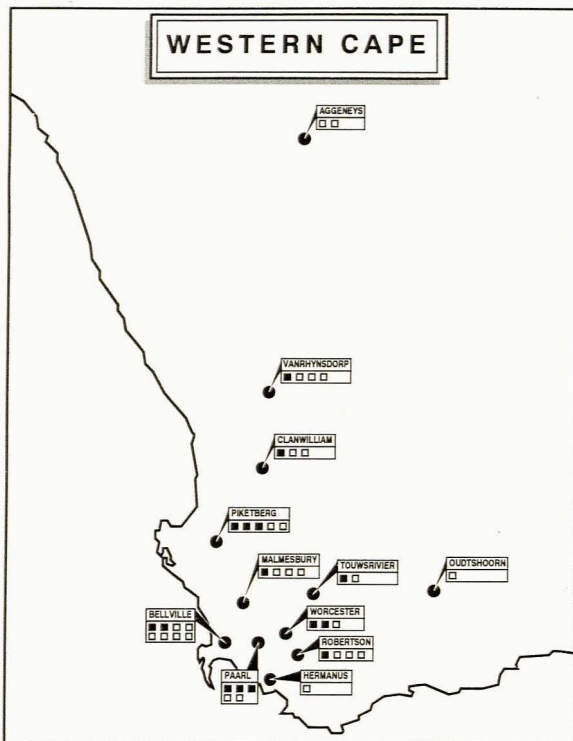 WESTERN CAPE
AGGENEYS
VANRHYNSDORP
CLANWILLIAM
PIKETBERG
MALMESBURY
TOUWSRIVIER
OUDTSHOORN
BELLVILLE
WORCESTER
ROBERTSON
PAARL
HERMANUS